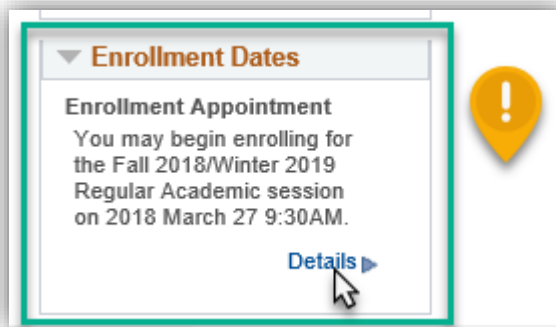 Enrollment Dates
Enrollment Appointment
You may begin enrolling for
the Fall 2018/Winter 2019
Regular Academic session
on 2018 March 27 9:30AM.
Details
!